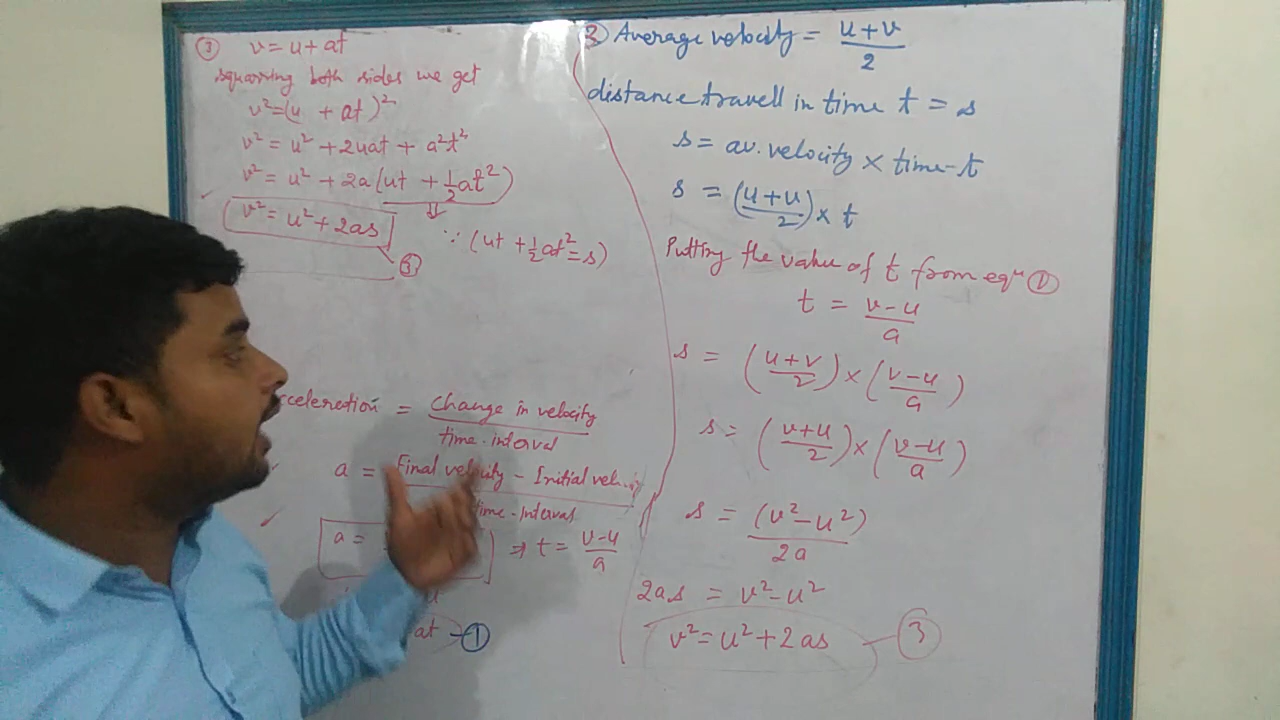 ③ v = u + at
squaring both sides we get
v² = (u + at)²
v² = u² + 2uat + a²t²
v² = u² + 2a(ut + ½at²)
v² = u² + 2as
∵ (ut + ½at² = s)
③
cceleration = Change in velocity / time-interval
a = Final velocity - Initial / time-interval
a = ⇒ t = v-u / a
u
at - ①
③ Average velocity = u+v / 2
distance travell in time t = s
s = av. velocity × time-t
s = (u+u / 2) × t
Putting the value of t from eqⁿ ①
t = v-u / a
s = (u+v / 2) × (v-u / a)
s = (v+u / 2) × (v-u / a)
s = (v²-u²) / 2a
2as = v²-u²
v² = u² + 2as - ③